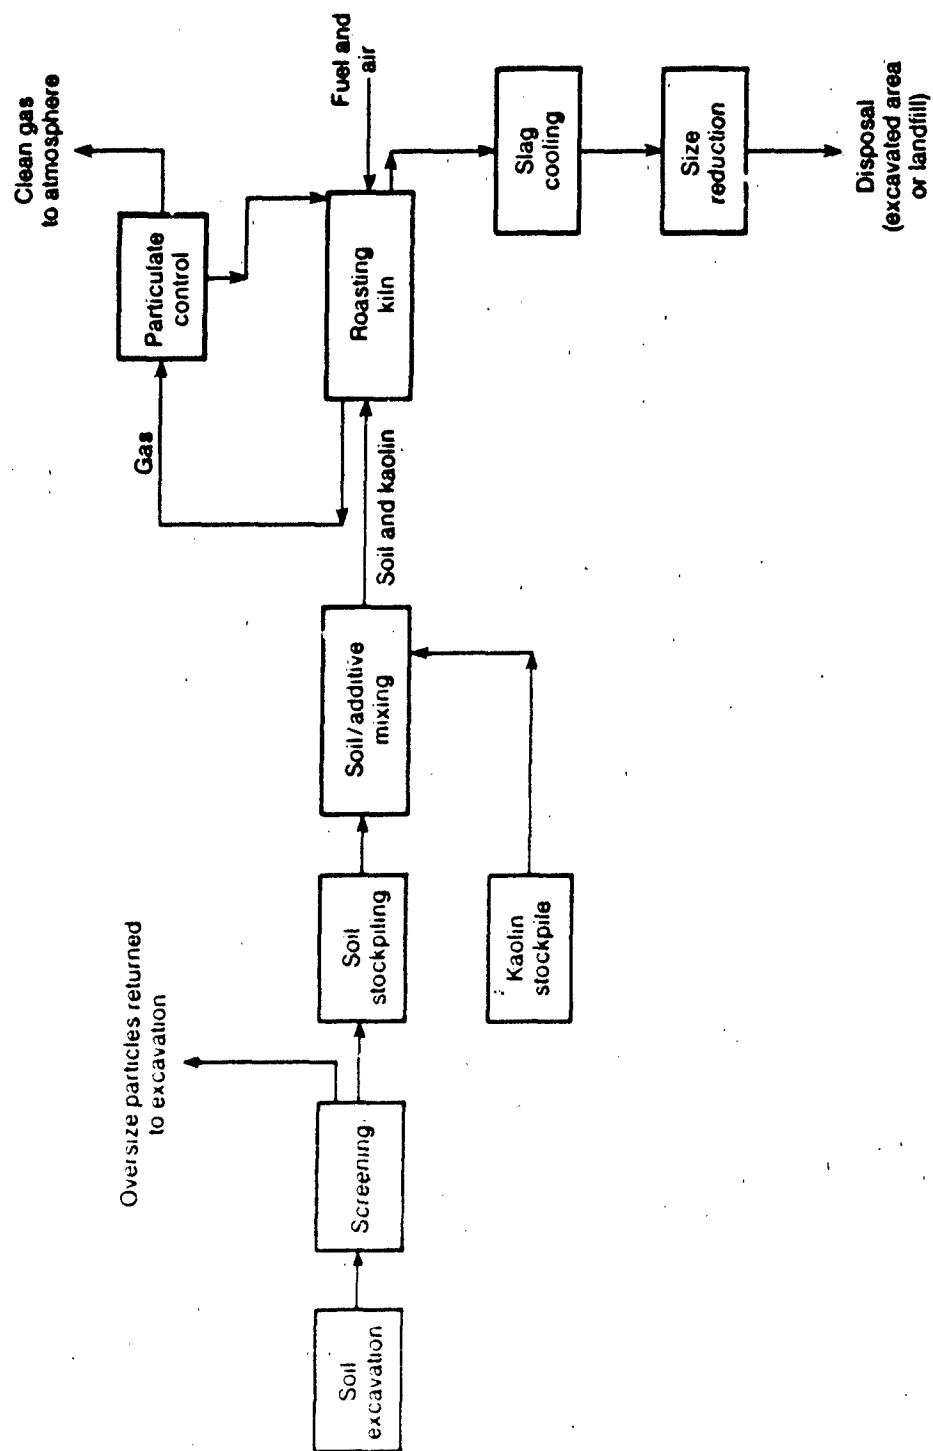 Soil
excavation
Screening
Oversize particles returned
to excavation
Soil
stockpiling
Kaolin
stockpile
Soil/additive
mixing
Soil and kaolin
Gas
Roasting
kiln
Particulate
control
Clean gas
to atmosphere
Fuel and
air
Slag
cooling
Size
reduction
Disposal
(excavated area
or landfill)